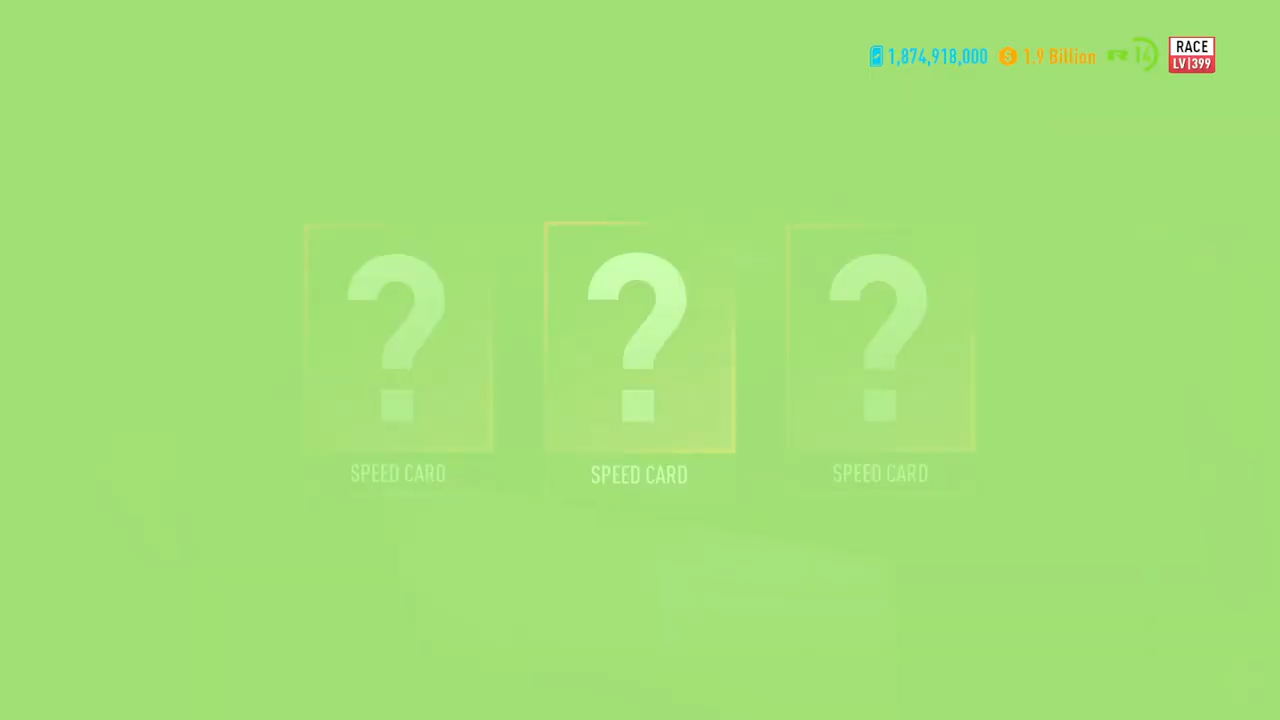 1,874,918,000 1.9 Billion R 14 RACE
LV|399
? ? ?
SPEED CARD SPEED CARD SPEED CARD